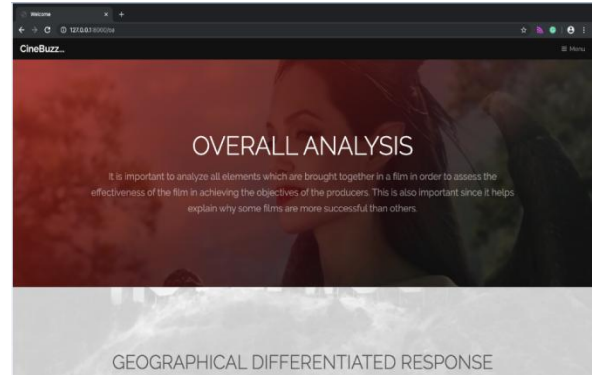 Welcome
127.0.0.1:8000/oa
CineBuzz...
Menu
OVERALL ANALYSIS
It is important to analyze all elements which are brought together in a film in order to assess the
effectiveness of the film in achieving the objectives of the producers. This is also important since it helps
explain why some films are more successful than others.
GEOGRAPHICAL DIFFERENTIATED RESPONSE